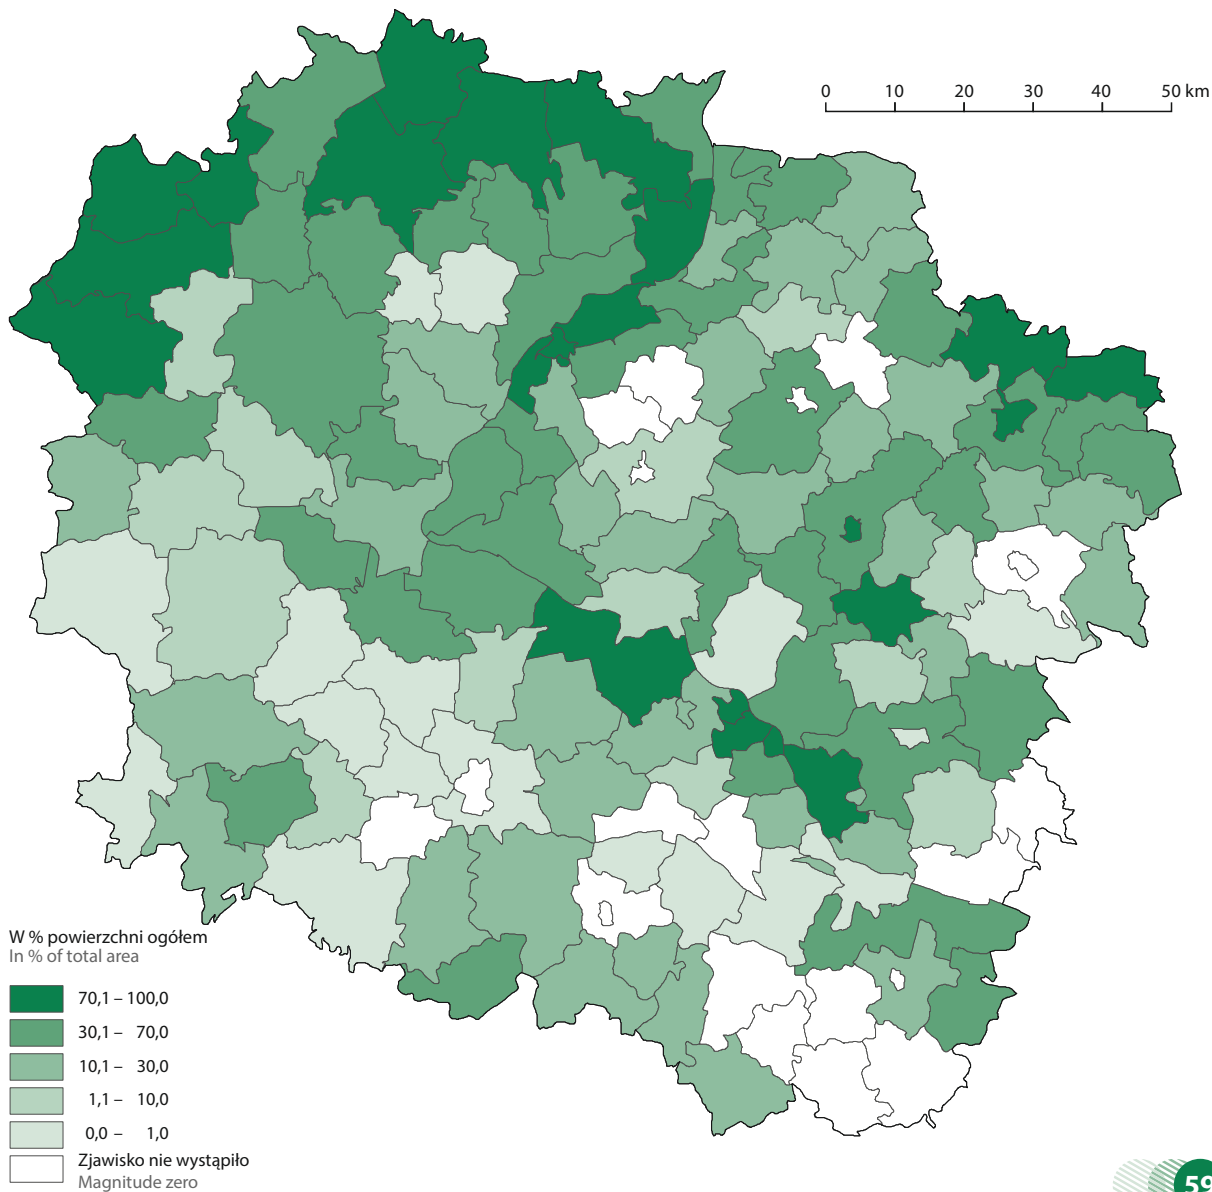 0 10 20 30 40 50 km
W % powierzchni ogółem
In % of total area
70,1 – 100,0
30,1 – 70,0
10,1 – 30,0
1,1 – 10,0
0,0 – 1,0
Zjawisko nie wystąpiło
Magnitude zero
59